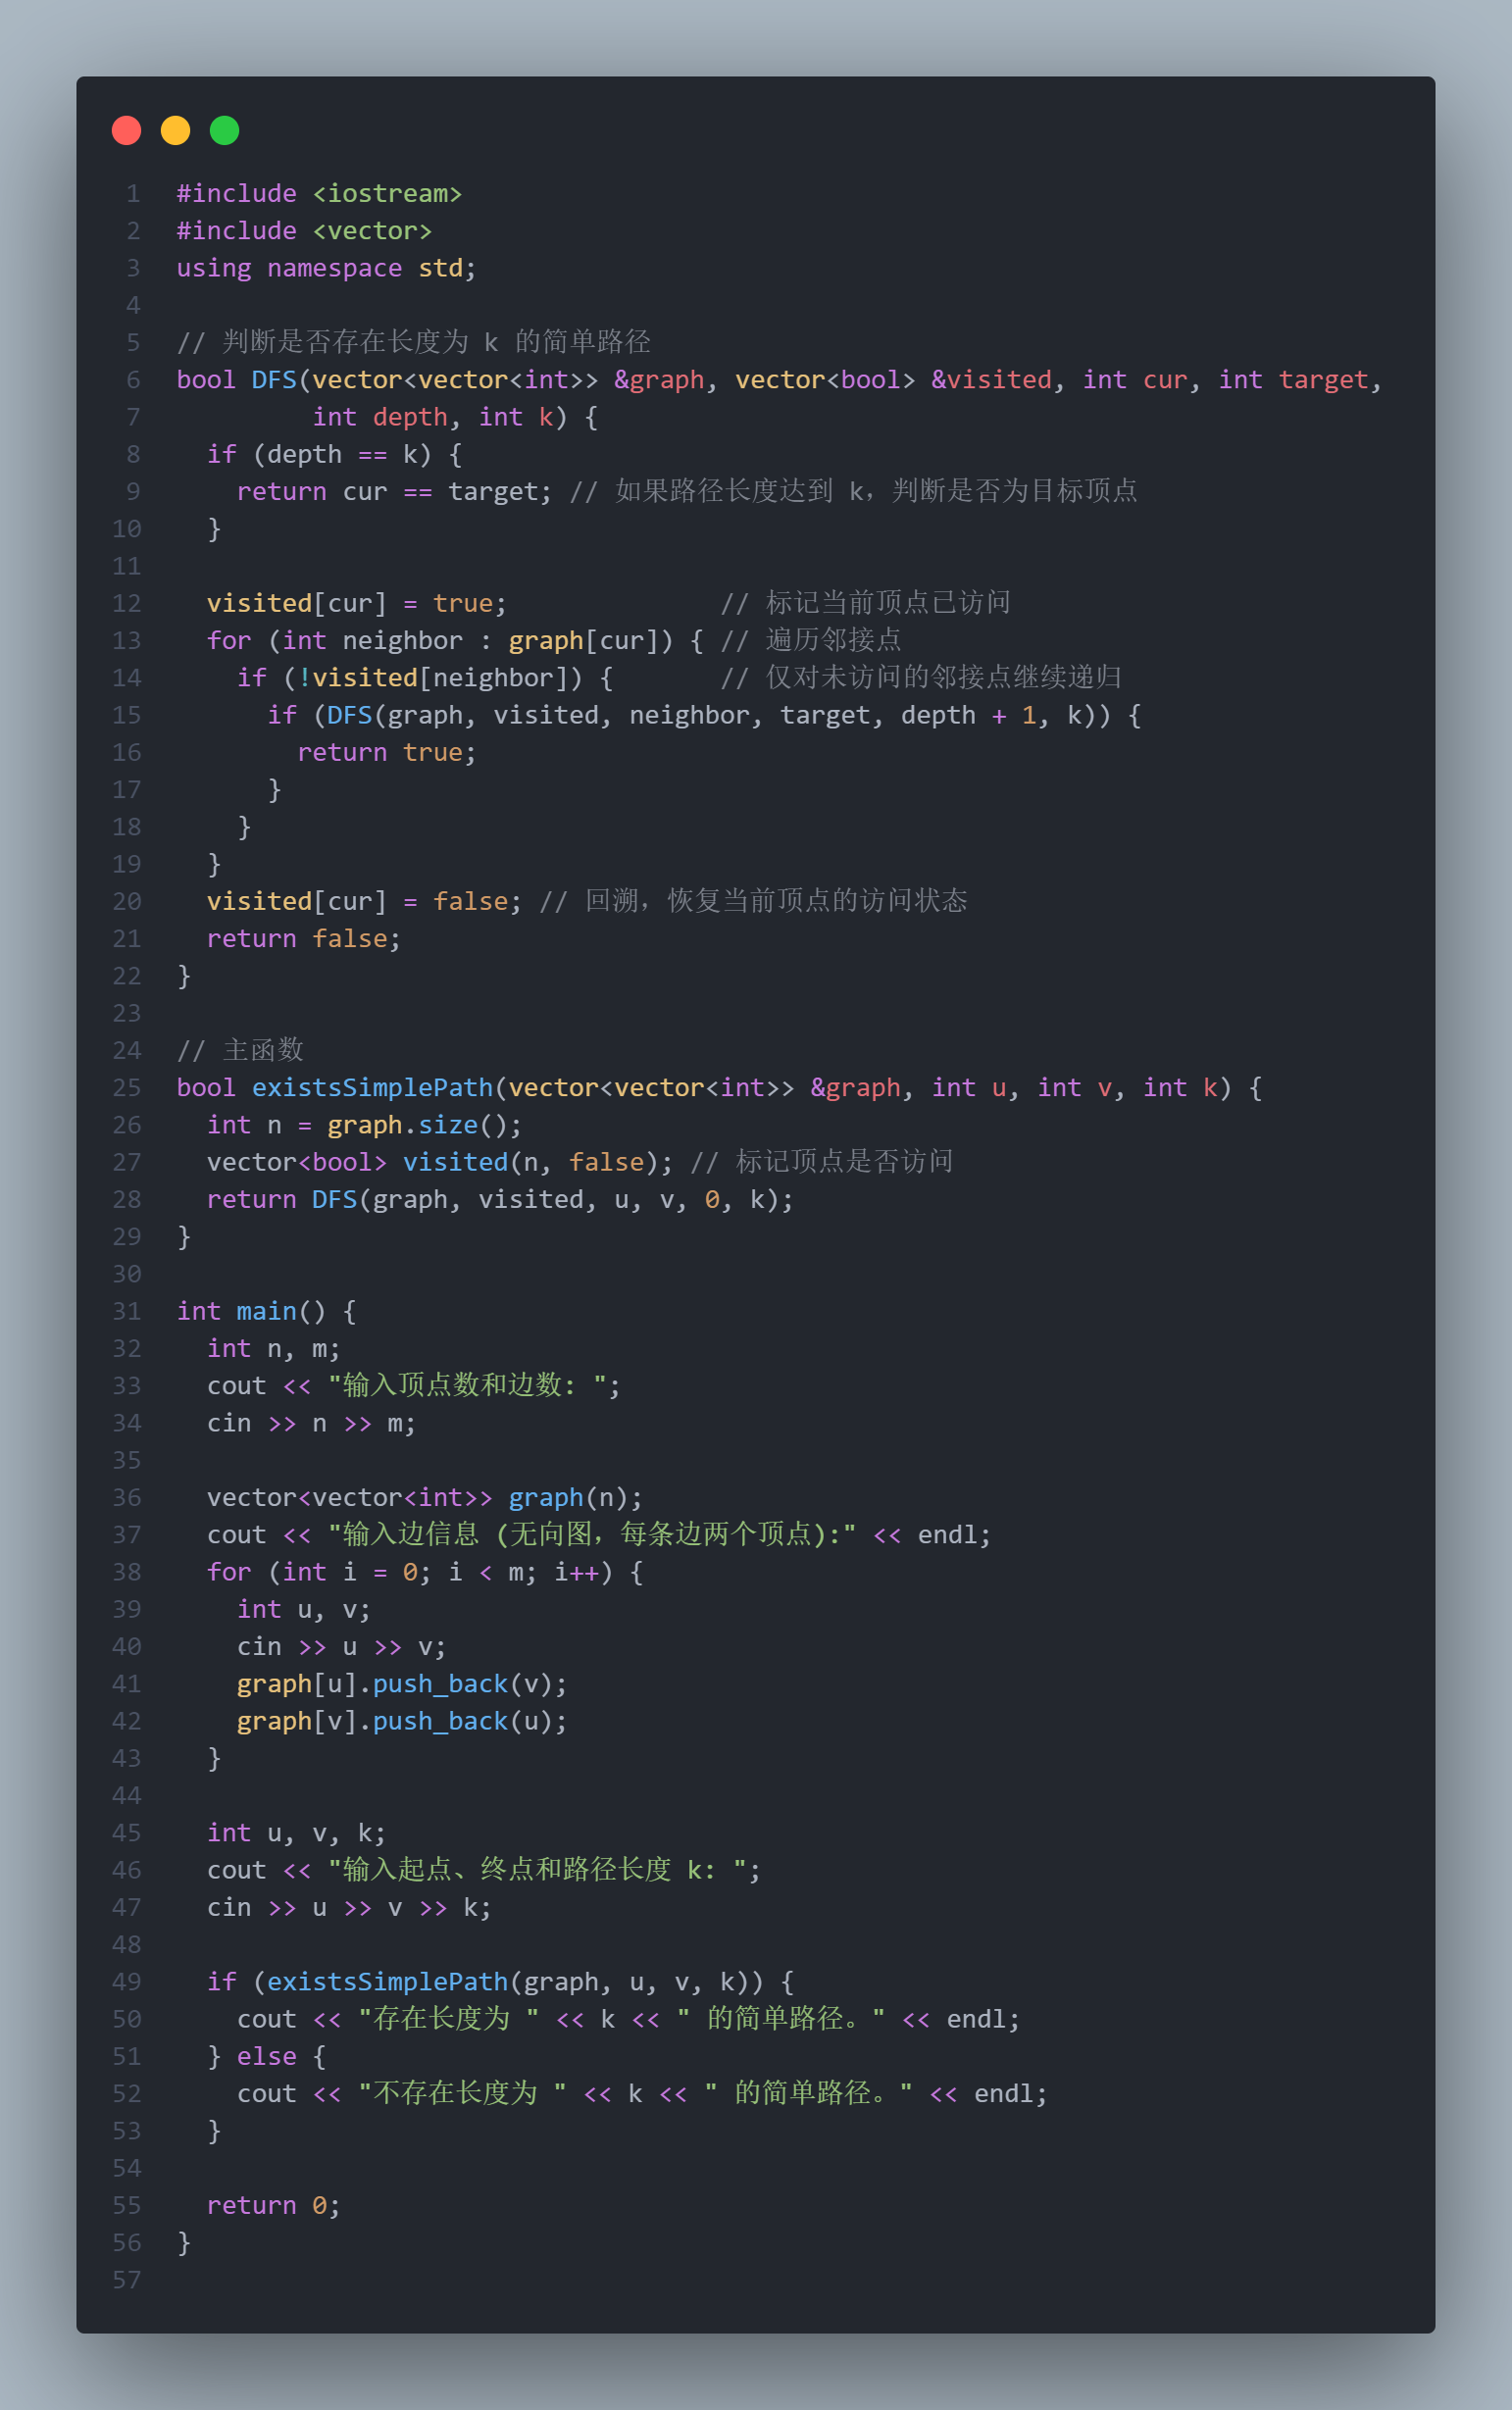 1 #include <iostream>
2 #include <vector>
3 using namespace std;
4
5 // 判断是否存在长度为 k 的简单路径
6 bool DFS(vector<vector<int>> &graph, vector<bool> &visited, int cur, int target,
7          int depth, int k) {
8   if (depth == k) {
9     return cur == target; // 如果路径长度达到 k，判断是否为目标顶点
10   }
11
12   visited[cur] = true;              // 标记当前顶点已访问
13   for (int neighbor : graph[cur]) { // 遍历邻接点
14     if (!visited[neighbor]) {       // 仅对未访问的邻接点继续递归
15       if (DFS(graph, visited, neighbor, target, depth + 1, k)) {
16         return true;
17       }
18     }
19   }
20   visited[cur] = false; // 回溯，恢复当前顶点的访问状态
21   return false;
22 }
23
24 // 主函数
25 bool existsSimplePath(vector<vector<int>> &graph, int u, int v, int k) {
26   int n = graph.size();
27   vector<bool> visited(n, false); // 标记顶点是否访问
28   return DFS(graph, visited, u, v, 0, k);
29 }
30
31 int main() {
32   int n, m;
33   cout << "输入顶点数和边数: ";
34   cin >> n >> m;
35
36   vector<vector<int>> graph(n);
37   cout << "输入边信息 (无向图，每条边两个顶点):" << endl;
38   for (int i = 0; i < m; i++) {
39     int u, v;
40     cin >> u >> v;
41     graph[u].push_back(v);
42     graph[v].push_back(u);
43   }
44
45   int u, v, k;
46   cout << "输入起点、终点和路径长度 k: ";
47   cin >> u >> v >> k;
48
49   if (existsSimplePath(graph, u, v, k)) {
50     cout << "存在长度为 " << k << " 的简单路径。" << endl;
51   } else {
52     cout << "不存在长度为 " << k << " 的简单路径。" << endl;
53   }
54
55   return 0;
56 }
57